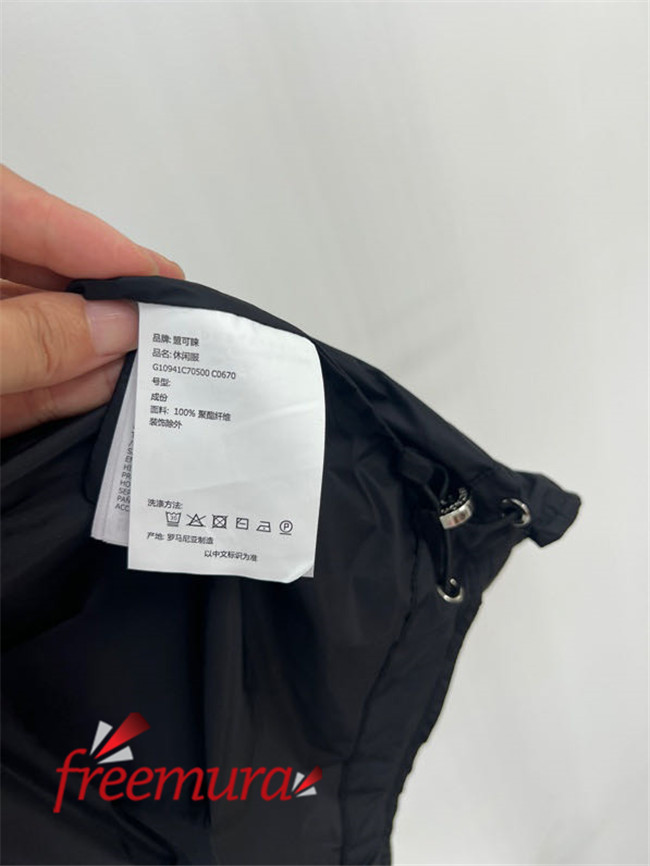 品牌: 盟可睐
品名: 休闲服
G10941C70500 C0670
号型:
成份
面料: 100% 聚酯纤维
装饰除外
洗涤方法:
产地: 罗马尼亚制造
以中文标识为准
freemura